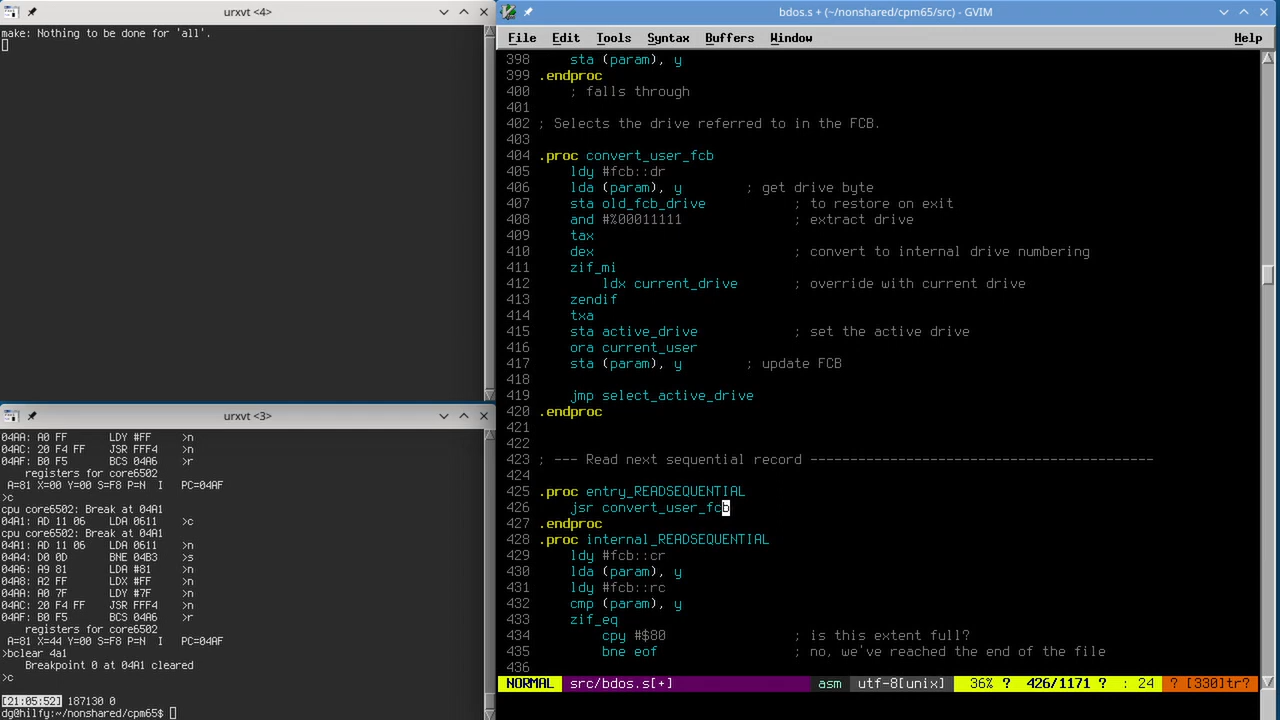 urxvt <4>
make: Nothing to be done for 'all'.
urxvt <3>
04AA: A0 FF LDY #FF >n
04AC: 20 F4 FF JSR FFF4 >n
04AF: B0 F5 BCS 04A6 >r
registers for core6502
A=81 X=00 Y=00 S=F8 P=N I PC=04AF
>c
cpu core6502: Break at 04A1
04A1: AD 11 06 LDA 0611 >c
cpu core6502: Break at 04A1
04A1: AD 11 06 LDA 0611 >n
04A4: D0 0D BNE 04B3 >s
04A6: A9 81 LDA #81 >n
04A8: A2 FF LDX #FF >n
04AA: A0 7F LDY #7F >n
04AC: 20 F4 FF JSR FFF4 >n
04AF: B0 F5 BCS 04A6 >r
registers for core6502
A=81 X=44 Y=00 S=F8 P=N I PC=04AF
>bclear 4a1
Breakpoint 0 at 04A1 cleared
>c
[21:05:52] 187130 0
dg@hilfy:~/nonshared/cpm65$
bdos.s + (~/nonshared/cpm65/src) - GVIM
File Edit Tools Syntax Buffers Window Help
398 sta (param), y
399 .endproc
400 ; falls through
401
402 ; Selects the drive referred to in the FCB.
403
404 .proc convert_user_fcb
405 ldy #fcb::dr
406 lda (param), y ; get drive byte
407 sta old_fcb_drive ; to restore on exit
408 and #%00011111 ; extract drive
409 tax
410 dex ; convert to internal drive numbering
411 zif_mi
412 ldx current_drive ; override with current drive
413 zendif
414 txa
415 sta active_drive ; set the active drive
416 ora current_user
417 sta (param), y ; update FCB
418
419 jmp select_active_drive
420 .endproc
421
422
423 ; --- Read next sequential record -------------------------------------------
424
425 .proc entry_READSEQUENTIAL
426 jsr convert_user_fcb
427 .endproc
428 .proc internal_READSEQUENTIAL
429 ldy #fcb::cr
430 lda (param), y
431 ldy #fcb::rc
432 cmp (param), y
433 zif_eq
434 cpy #$80 ; is this extent full?
435 bne eof ; no, we've reached the end of the file
436
NORMAL src/bdos.s[+] asm utf-8[unix] 36% ? 426/1171 ? : 24 ? [330]tr?